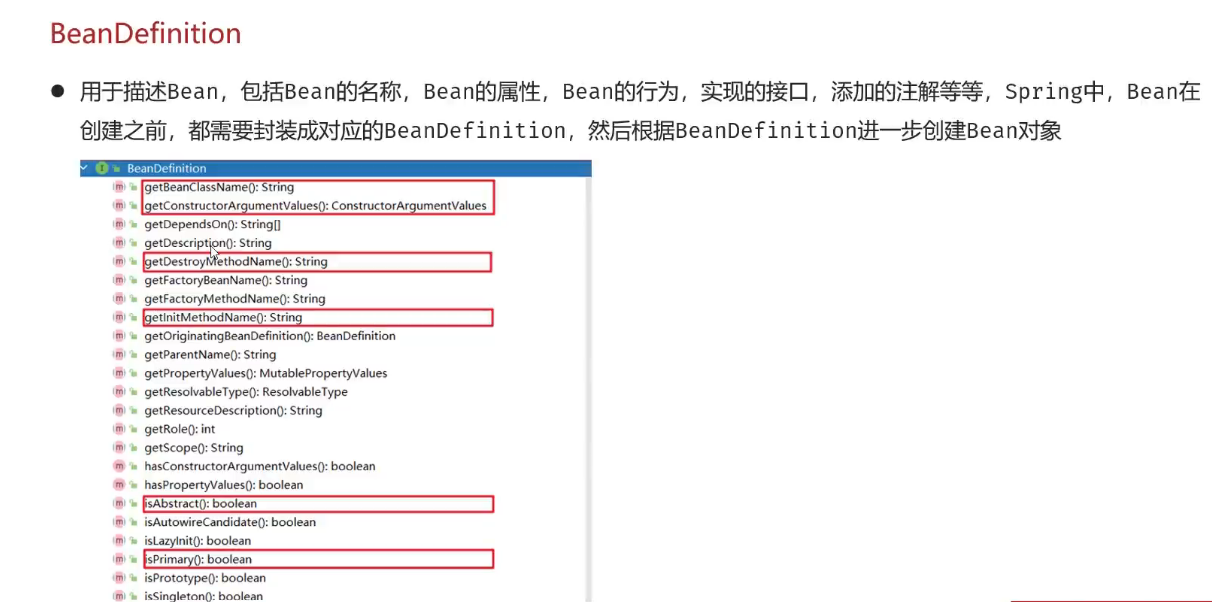 BeanDefinition
● 用于描述Bean，包括Bean的名称，Bean的属性，Bean的行为，实现的接口，添加的注解等等，Spring中，Bean在
创建之前，都需要封装成对应的BeanDefinition，然后根据BeanDefinition进一步创建Bean对象
BeanDefinition
getBeanClassName(): String
getConstructorArgumentValues(): ConstructorArgumentValues
getDependsOn(): String[]
getDescription(): String
getDestroyMethodName(): String
getFactoryBeanName(): String
getFactoryMethodName(): String
getInitMethodName(): String
getOriginatingBeanDefinition(): BeanDefinition
getParentName(): String
getPropertyValues(): MutablePropertyValues
getResolvableType(): ResolvableType
getResourceDescription(): String
getRole(): int
getScope(): String
hasConstructorArgumentValues(): boolean
hasPropertyValues(): boolean
isAbstract(): boolean
isAutowireCandidate(): boolean
isLazyInit(): boolean
isPrimary(): boolean
isPrototype(): boolean
isSingleton(): boolean